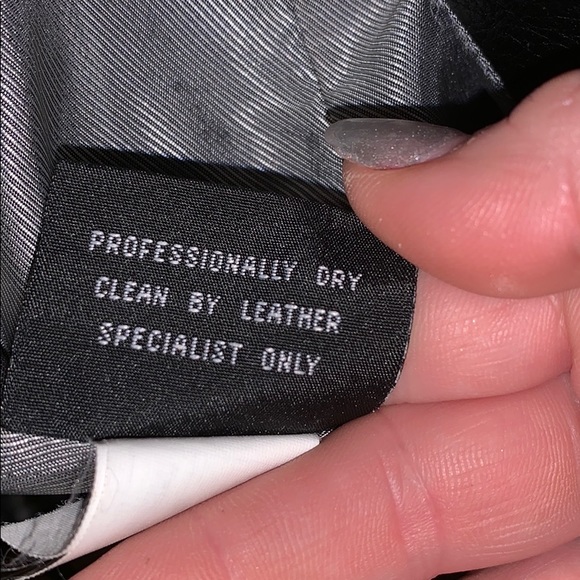 PROFESSIONALLY DRY
CLEAN BY LEATHER
SPECIALIST ONLY